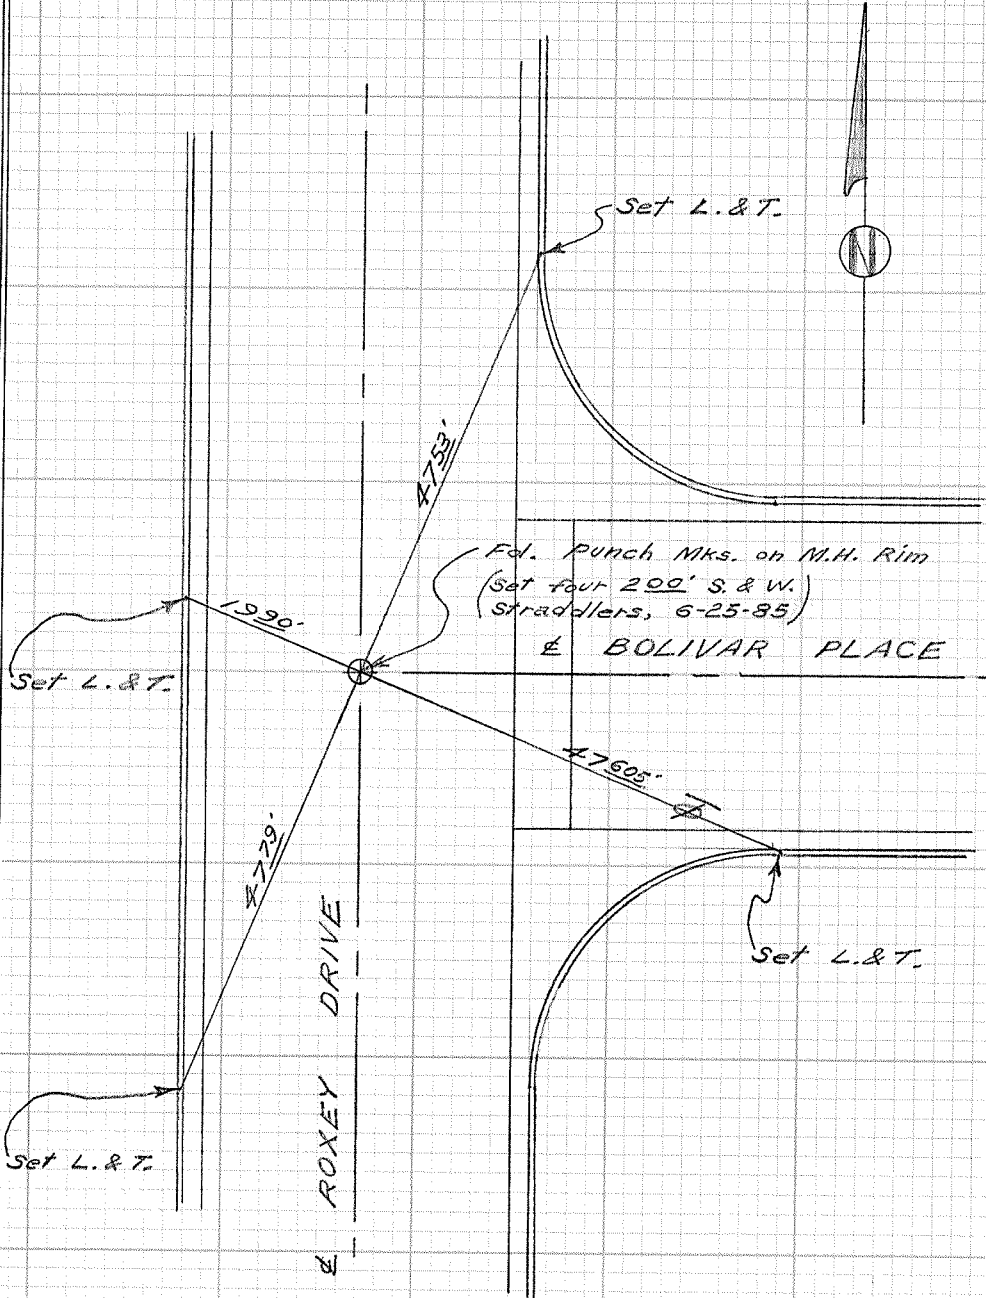 Set L. & T.
N
47 53'
Fd. Punch Mks. on M.H. Rim
(Set four 2 00' S. & W.
Straddlers, 6-25-85)
19 90'
℄ BOLIVAR PLACE
Set L. & T.
47 605'
47 79'
Set L. & T.
℄ ROXEY DRIVE
Set L. & T.